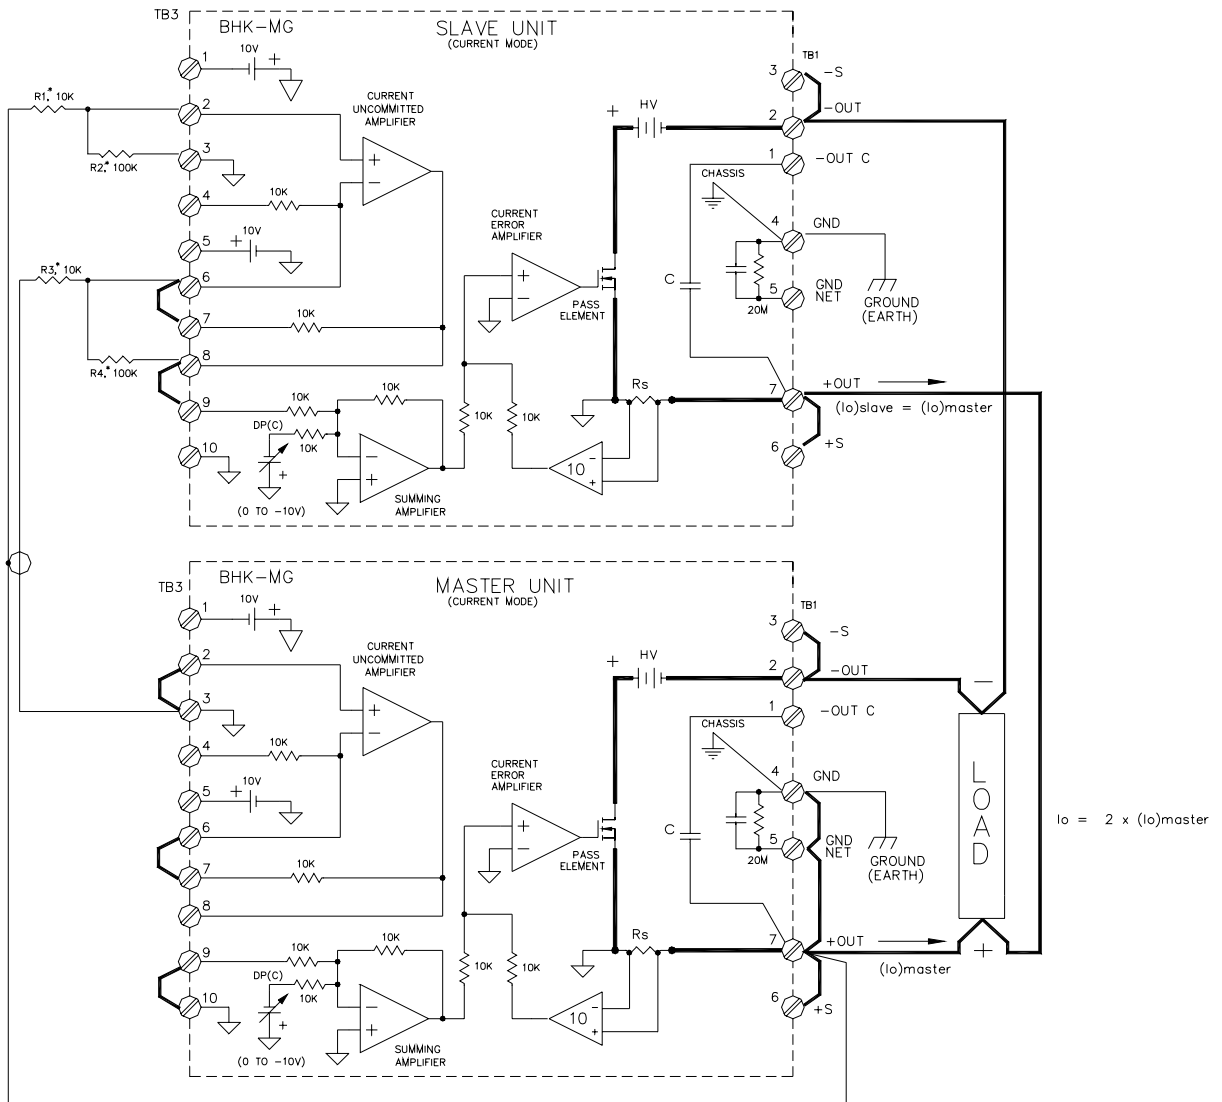 TB3
BHK-MG
SLAVE UNIT
(CURRENT MODE)
TB1
1
10V
+
R1,* 10K
2
CURRENT
UNCOMMITTED
AMPLIFIER
+
−
R2,* 100K
3
4
10K
5
+
10V
R3,* 10K
6
7
10K
8
R4,* 100K
9
10K
10K
DP(C)
10K
+
10
(0 TO -10V)
−
+
SUMMING
AMPLIFIER
10K
10K
CURRENT
ERROR
AMPLIFIER
+
−
PASS
ELEMENT
+
HV
Rs
10
-
+
3
-S
2
-OUT
1
-OUT C
CHASSIS
4
GND
C
5
GND
NET
20M
GROUND
(EARTH)
7
+OUT
(Io)slave = (Io)master
6
+S
TB3
BHK-MG
MASTER UNIT
(CURRENT MODE)
TB1
1
10V
+
2
CURRENT
UNCOMMITTED
AMPLIFIER
+
−
3
4
10K
5
+
10V
6
7
10K
8
9
10K
10K
DP(C)
10K
+
10
(0 TO -10V)
−
+
SUMMING
AMPLIFIER
10K
10K
CURRENT
ERROR
AMPLIFIER
+
−
PASS
ELEMENT
+
HV
Rs
10
-
+
3
-S
2
-OUT
1
-OUT C
CHASSIS
4
GND
C
5
GND
NET
20M
GROUND
(EARTH)
7
+OUT
(Io)master
6
+S
−
LOAD
+
Io = 2 x (Io)master